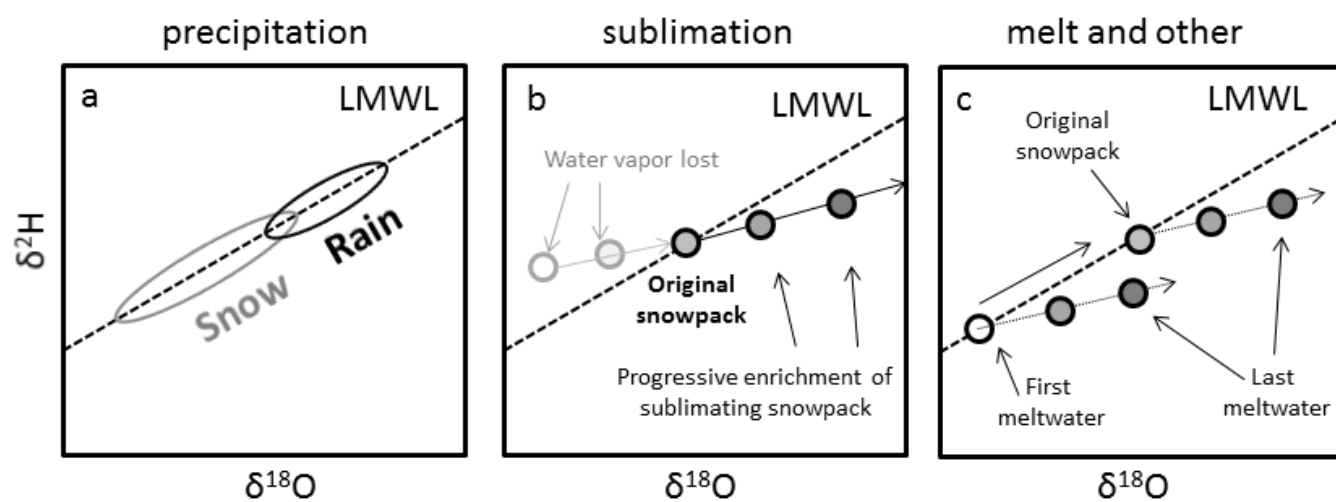 precipitation
sublimation
melt and other
a
LMWL
Snow
Rain
δ²H
δ¹⁸O
b
LMWL
Water vapor lost
Original
snowpack
Progressive enrichment of
sublimating snowpack
δ¹⁸O
c
LMWL
Original
snowpack
First
meltwater
Last
meltwater
δ¹⁸O